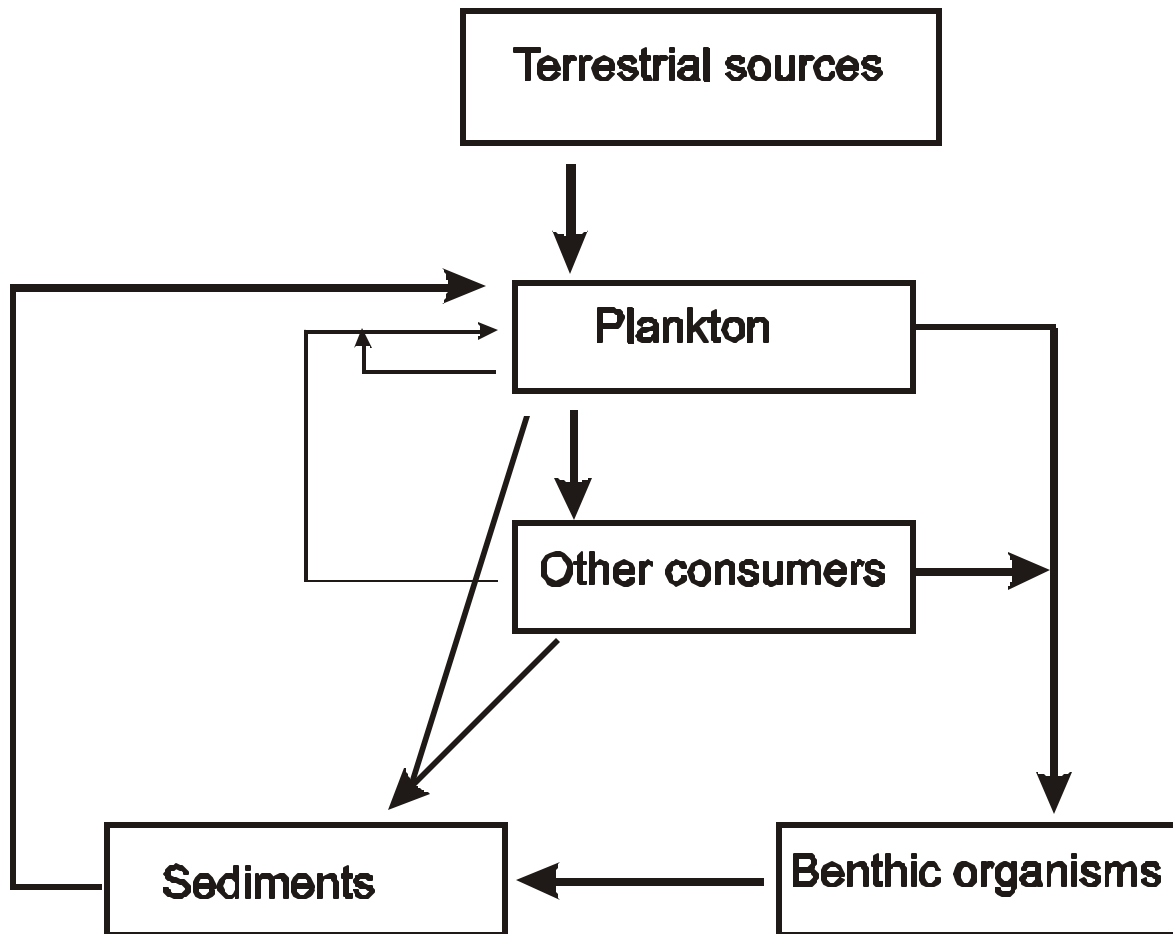 Terrestrial sources
Plankton
Other consumers
Sediments
Benthic organisms